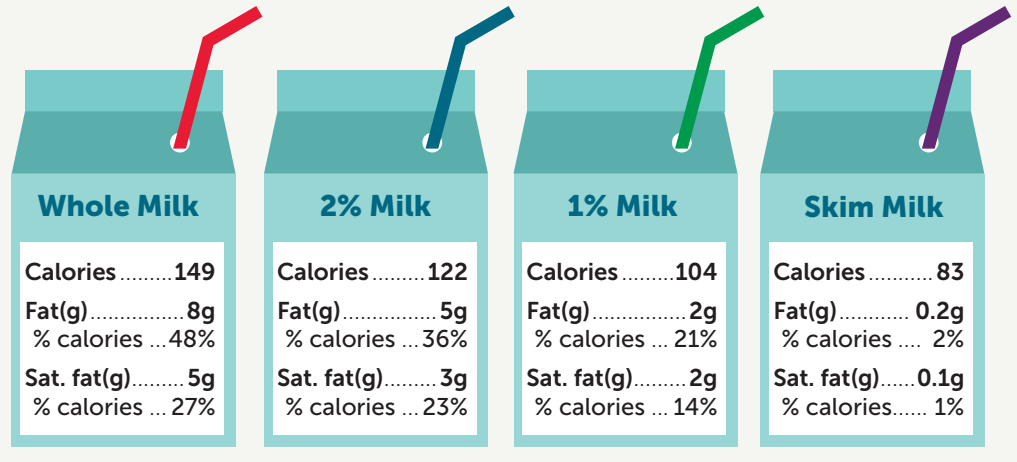 Whole Milk
Calories.........149
Fat(g)................8g
% calories ...48%
Sat. fat(g).........5g
% calories ... 27%
2% Milk
Calories.........122
Fat(g)................5g
% calories ...36%
Sat. fat(g).........3g
% calories ...23%
1% Milk
Calories.........104
Fat(g)................2g
% calories ... 21%
Sat. fat(g).........2g
% calories ... 14%
Skim Milk
Calories...........83
Fat(g)............ 0.2g
% calories .... 2%
Sat. fat(g)......0.1g
% calories...... 1%